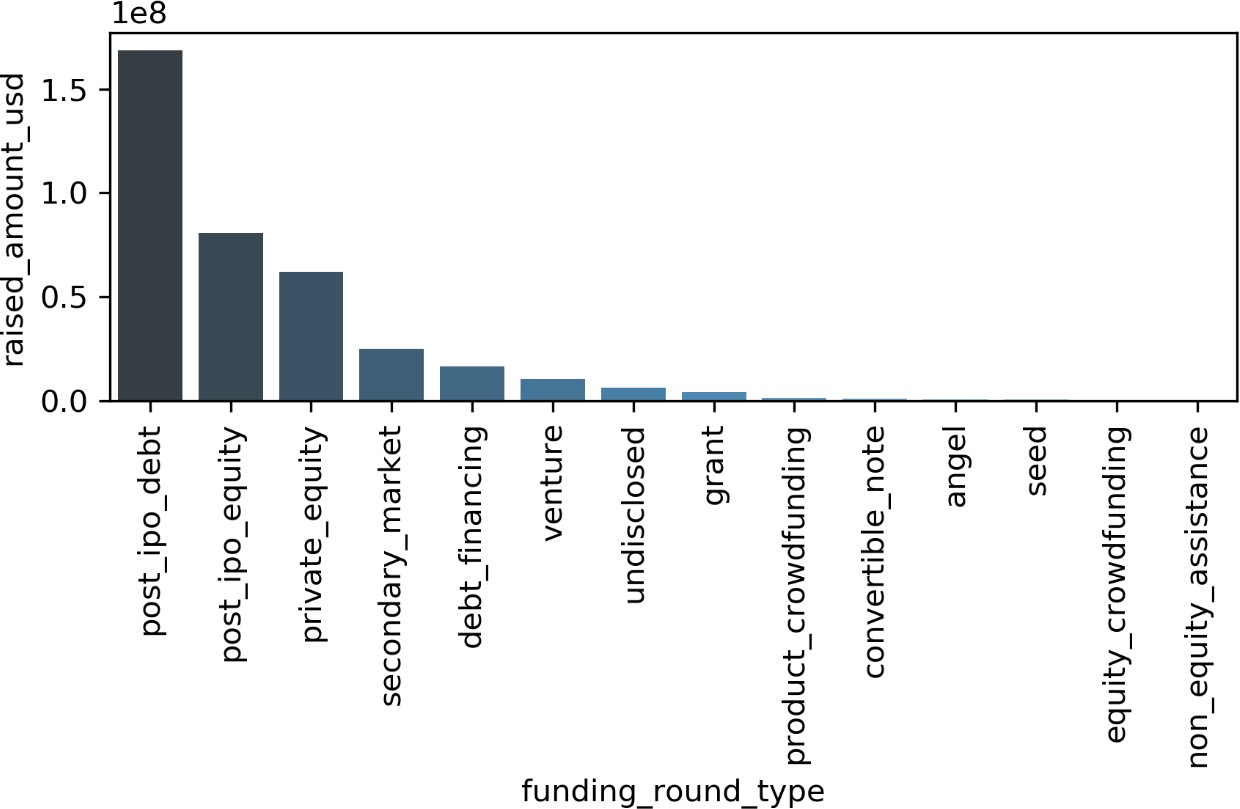 1e8
raised_amount_usd
1.5
1.0
0.5
0.0
post_ipo_debt
post_ipo_equity
private_equity
secondary_market
debt_financing
venture
undisclosed
grant
product_crowdfunding
convertible_note
angel
seed
equity_crowdfunding
non_equity_assistance
funding_round_type